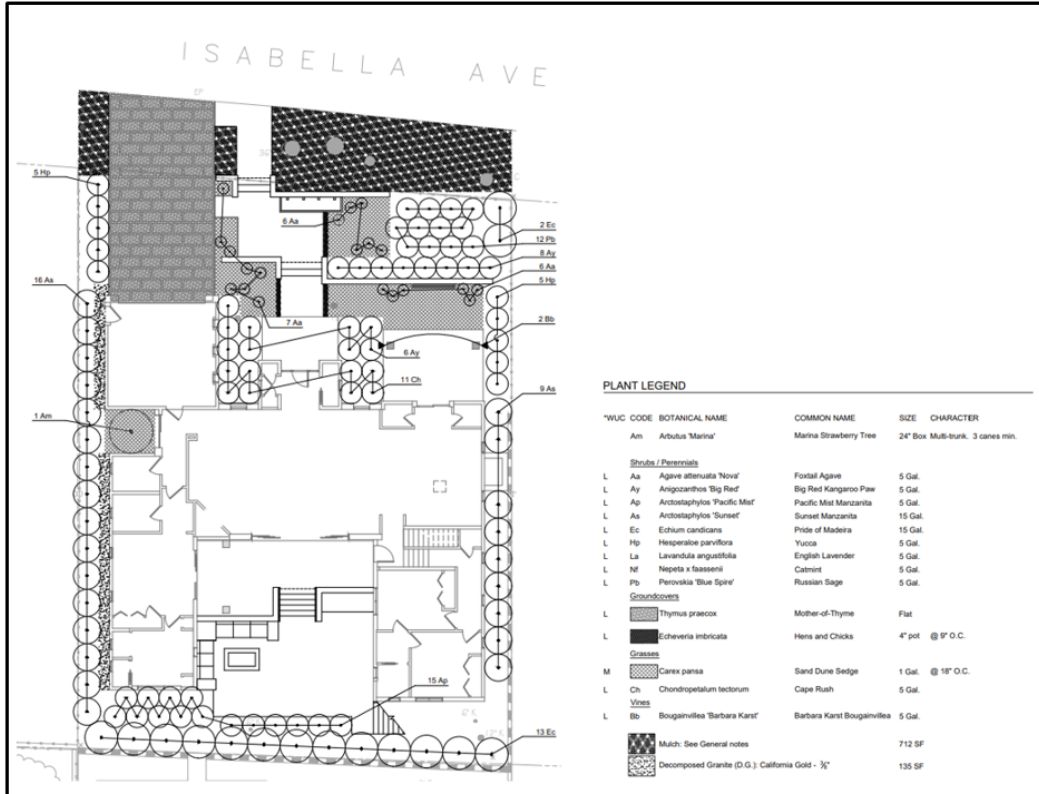 ISABELLA AVE
5 Hp
6 Aa
2 Ec
12 Pb
8 Ay
6 Aa
16 As
5 Hp
7 Aa
2 Bb
6 Ay
11 Ch
9 As
1 Am
15 Ap
13 Ec
PLANT LEGEND
*WUC CODE BOTANICAL NAME COMMON NAME SIZE CHARACTER
Am Arbutus 'Marina' Marina Strawberry Tree 24" Box Multi-trunk. 3 canes min.
Shrubs / Perennials
L Aa Agave attenuata 'Nova' Foxtail Agave 5 Gal.
L Ay Anigozanthos 'Big Red' Big Red Kangaroo Paw 5 Gal.
L Ap Arctostaphylos 'Pacific Mist' Pacific Mist Manzanita 5 Gal.
L As Arctostaphylos 'Sunset' Sunset Manzanita 15 Gal.
L Ec Echium candicans Pride of Madeira 15 Gal.
L Hp Hesperaloe parviflora Yucca 5 Gal.
L La Lavandula angustifolia English Lavender 5 Gal.
L Nf Nepeta x faassenii Catmint 5 Gal.
L Pb Perovskia 'Blue Spire' Russian Sage 5 Gal.
Groundcovers
L Thymus praecox Mother-of-Thyme Flat
L Echeveria imbricata Hens and Chicks 4" pot @ 9" O.C.
Grasses
M Carex pansa Sand Dune Sedge 1 Gal. @ 18" O.C.
L Ch Chondropetalum tectorum Cape Rush 5 Gal.
Vines
L Bb Bougainvillea 'Barbara Karst' Barbara Karst Bougainvillea 5 Gal.
Mulch: See General notes 712 SF
Decomposed Granite (D.G.): California Gold - 135 SF